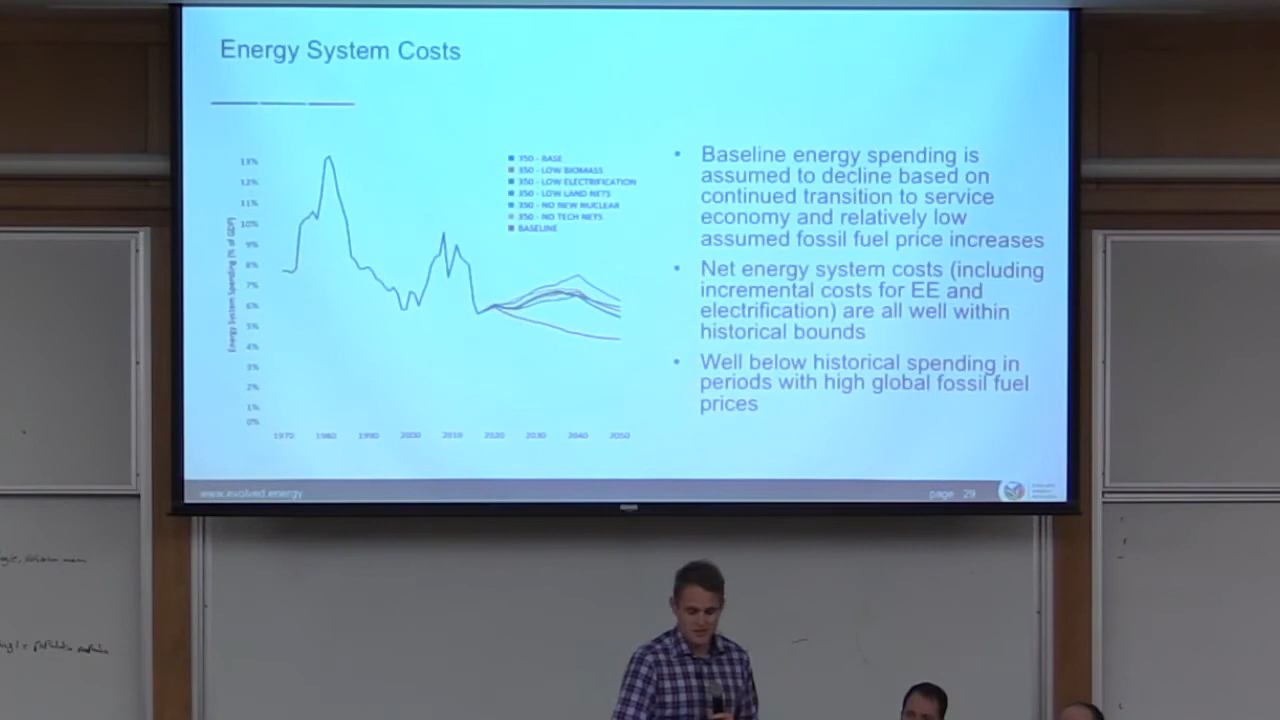 Energy System Costs
13%
12%
11%
10%
9%
8%
7%
6%
5%
4%
3%
2%
1%
0%
Energy System Spending (% of GDP)
1970 1980 1990 2000 2010 2020 2030 2040 2050
350 - BASE
350 - LOW BIOMASS
350 - LOW ELECTRIFICATION
350 - LOW LAND NETS
350 - NO NEW NUCLEAR
350 - NO TECH NETS
BASELINE
• Baseline energy spending is
assumed to decline based on
continued transition to service
economy and relatively low
assumed fossil fuel price increases
• Net energy system costs (including
incremental costs for EE and
electrification) are all well within
historical bounds
• Well below historical spending in
periods with high global fossil fuel
prices
www.evolved.energy
page 29